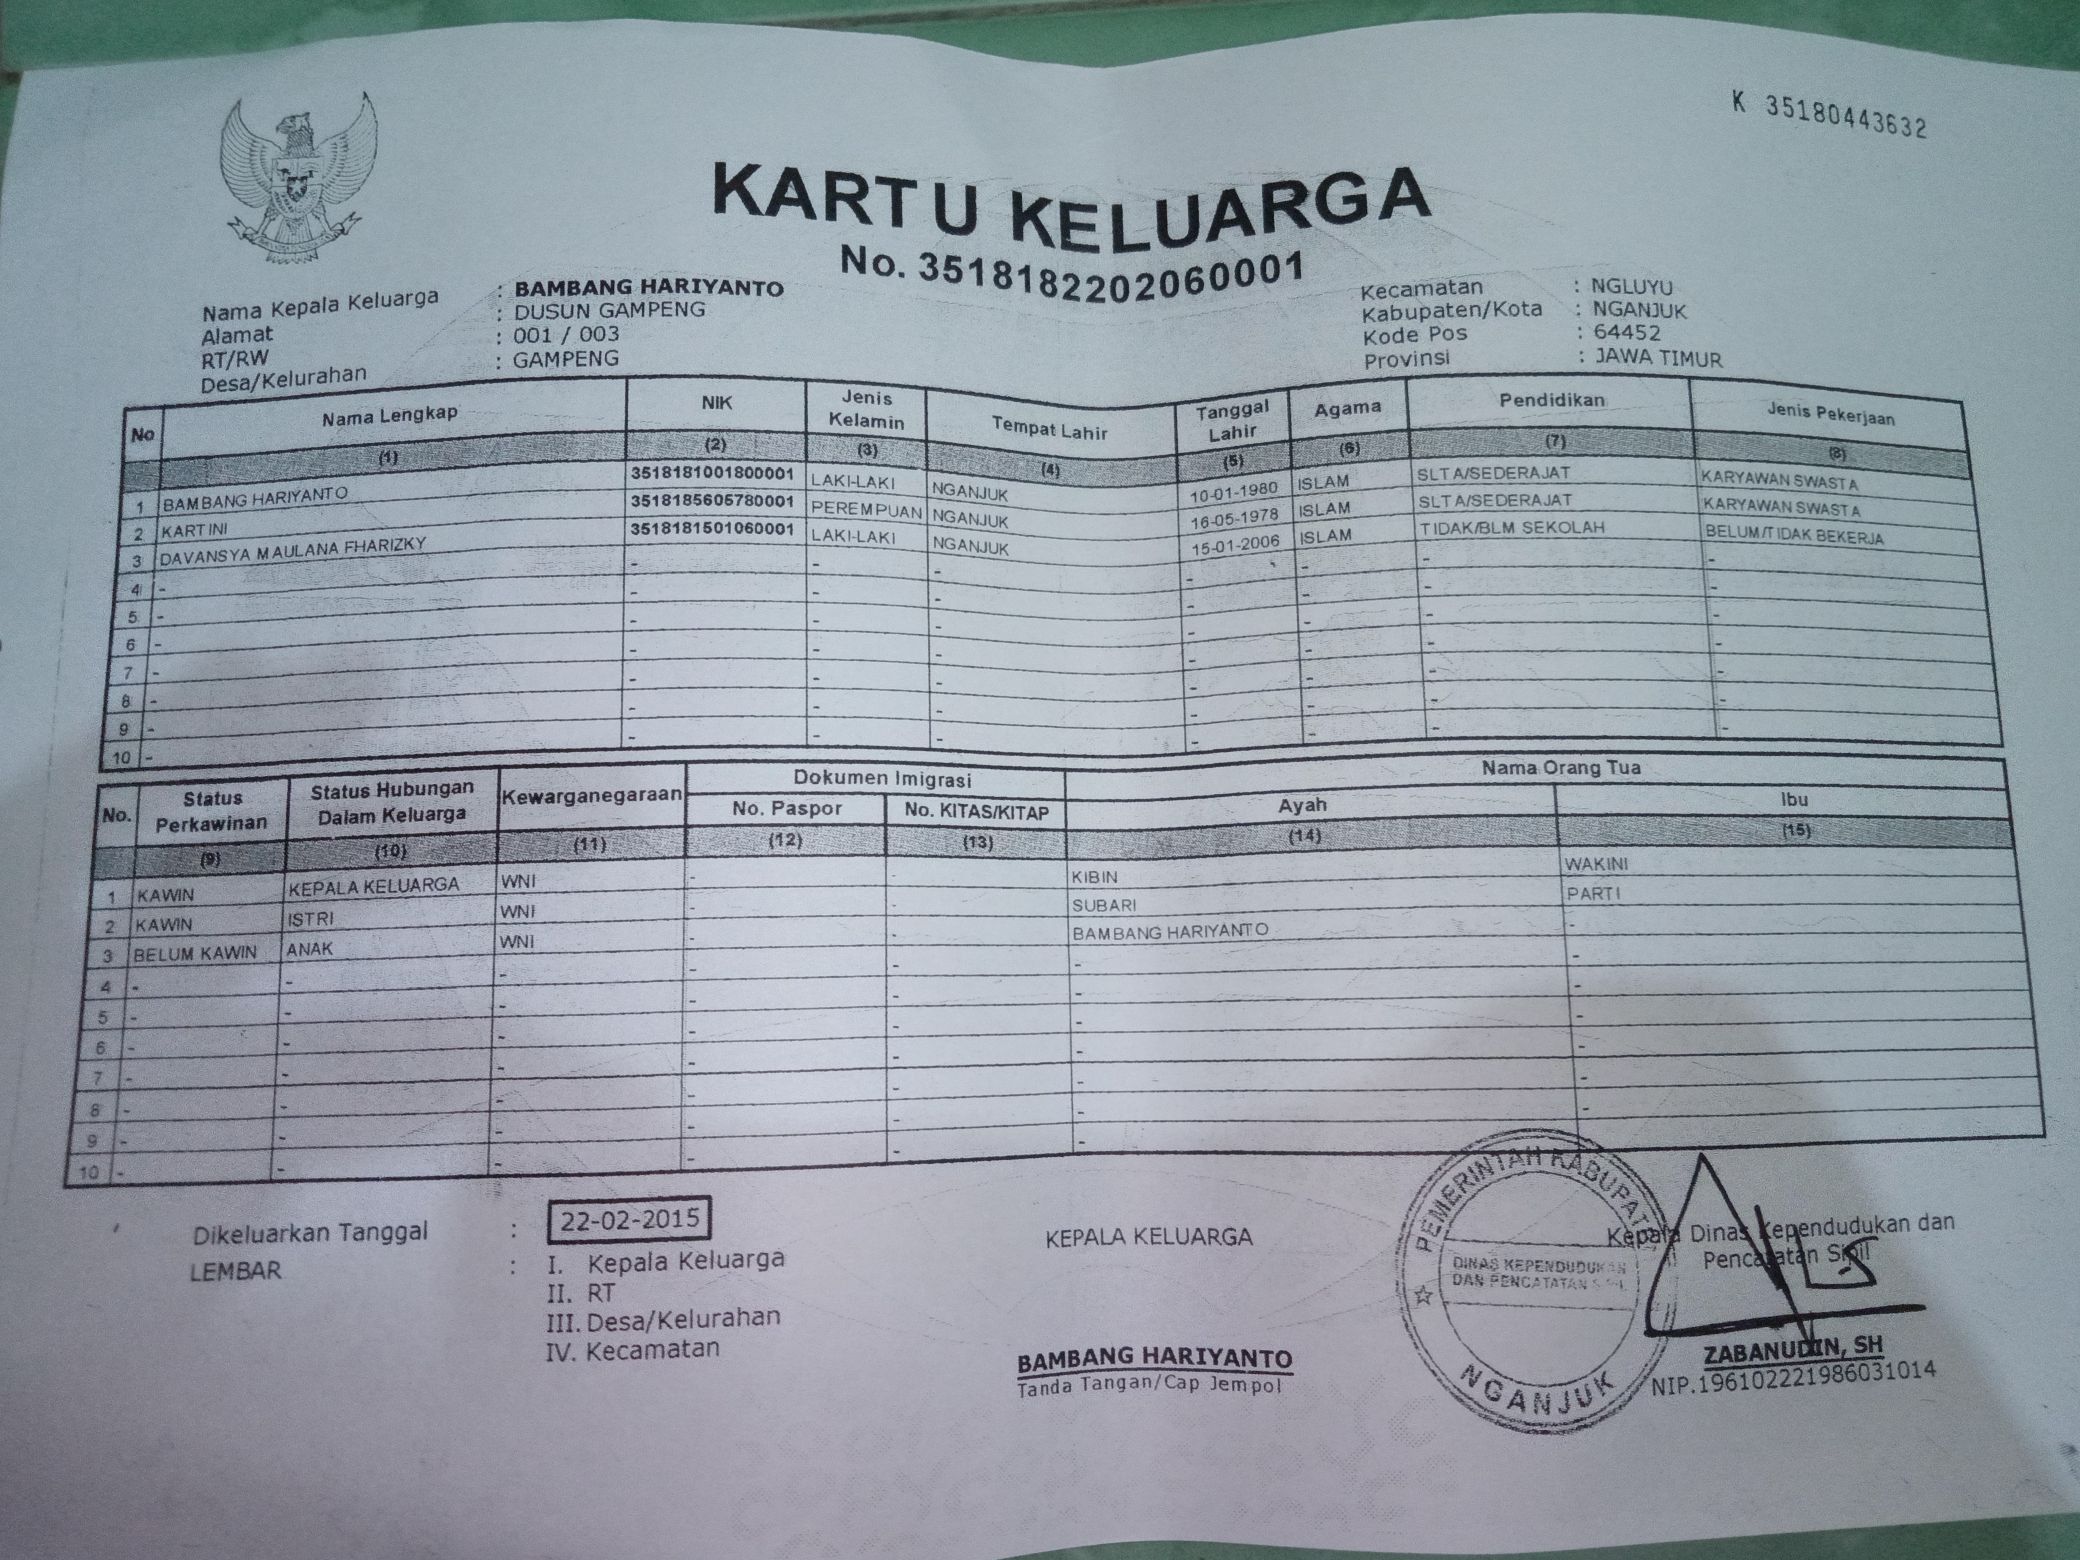 K 35180443632
KARTU KELUARGA
No. 3518182202060001
Nama Kepala Keluarga : BAMBANG HARIYANTO
Alamat : DUSUN GAMPENG
RT/RW : 001 / 003
Desa/Kelurahan : GAMPENG
Kecamatan : NGLUYU
Kabupaten/Kota : NGANJUK
Kode Pos : 64452
Provinsi : JAWA TIMUR
No Nama Lengkap NIK Jenis Kelamin Tempat Lahir Tanggal Lahir Agama Pendidikan Jenis Pekerjaan
(1) (2) (3) (4) (5) (6) (7) (8)
1 BAMBANG HARIYANTO 3518181001800001 LAKI-LAKI NGANJUK 10-01-1980 ISLAM SLTA/SEDERAJAT KARYAWAN SWASTA
2 KARTINI 3518185605780001 PEREMPUAN NGANJUK 16-05-1978 ISLAM SLTA/SEDERAJAT KARYAWAN SWASTA
3 DAVANSYA MAULANA FHARIZKY 3518181501060001 LAKI-LAKI NGANJUK 15-01-2006 ISLAM TIDAK/BLM SEKOLAH BELUM/TIDAK BEKERJA
4 - - - - - - - -
5 - - - - - - - -
6 - - - - - - - -
7 - - - - - - - -
8 - - - - - - - -
9 - - - - - - - -
10 - - - - - - - -
No. Status Perkawinan Status Hubungan Dalam Keluarga Kewarganegaraan Dokumen Imigrasi Nama Orang Tua
No. Paspor No. KITAS/KITAP Ayah Ibu
(9) (10) (11) (12) (13) (14) (15)
1 KAWIN KEPALA KELUARGA WNI - - KIBIN WAKINI
2 KAWIN ISTRI WNI - - SUBARI PARTI
3 BELUM KAWIN ANAK WNI - - BAMBANG HARIYANTO -
4 - - - - - - -
5 - - - - - - -
6 - - - - - - -
7 - - - - - - -
8 - - - - - - -
9 - - - - - - -
10 - - - - - - -
Dikeluarkan Tanggal : 22-02-2015
LEMBAR : I. Kepala Keluarga
II. RT
III. Desa/Kelurahan
IV. Kecamatan
KEPALA KELUARGA
BAMBANG HARIYANTO
Tanda Tangan/Cap Jempol
PEMERINTAH KABUPATEN
DINAS KEPENDUDUKAN
DAN PENCATATAN SIPIL
NGANJUK
Kepala Dinas Kependudukan dan
Pencatatan Sipil
ZABANUDIN, SH
NIP.196102221986031014